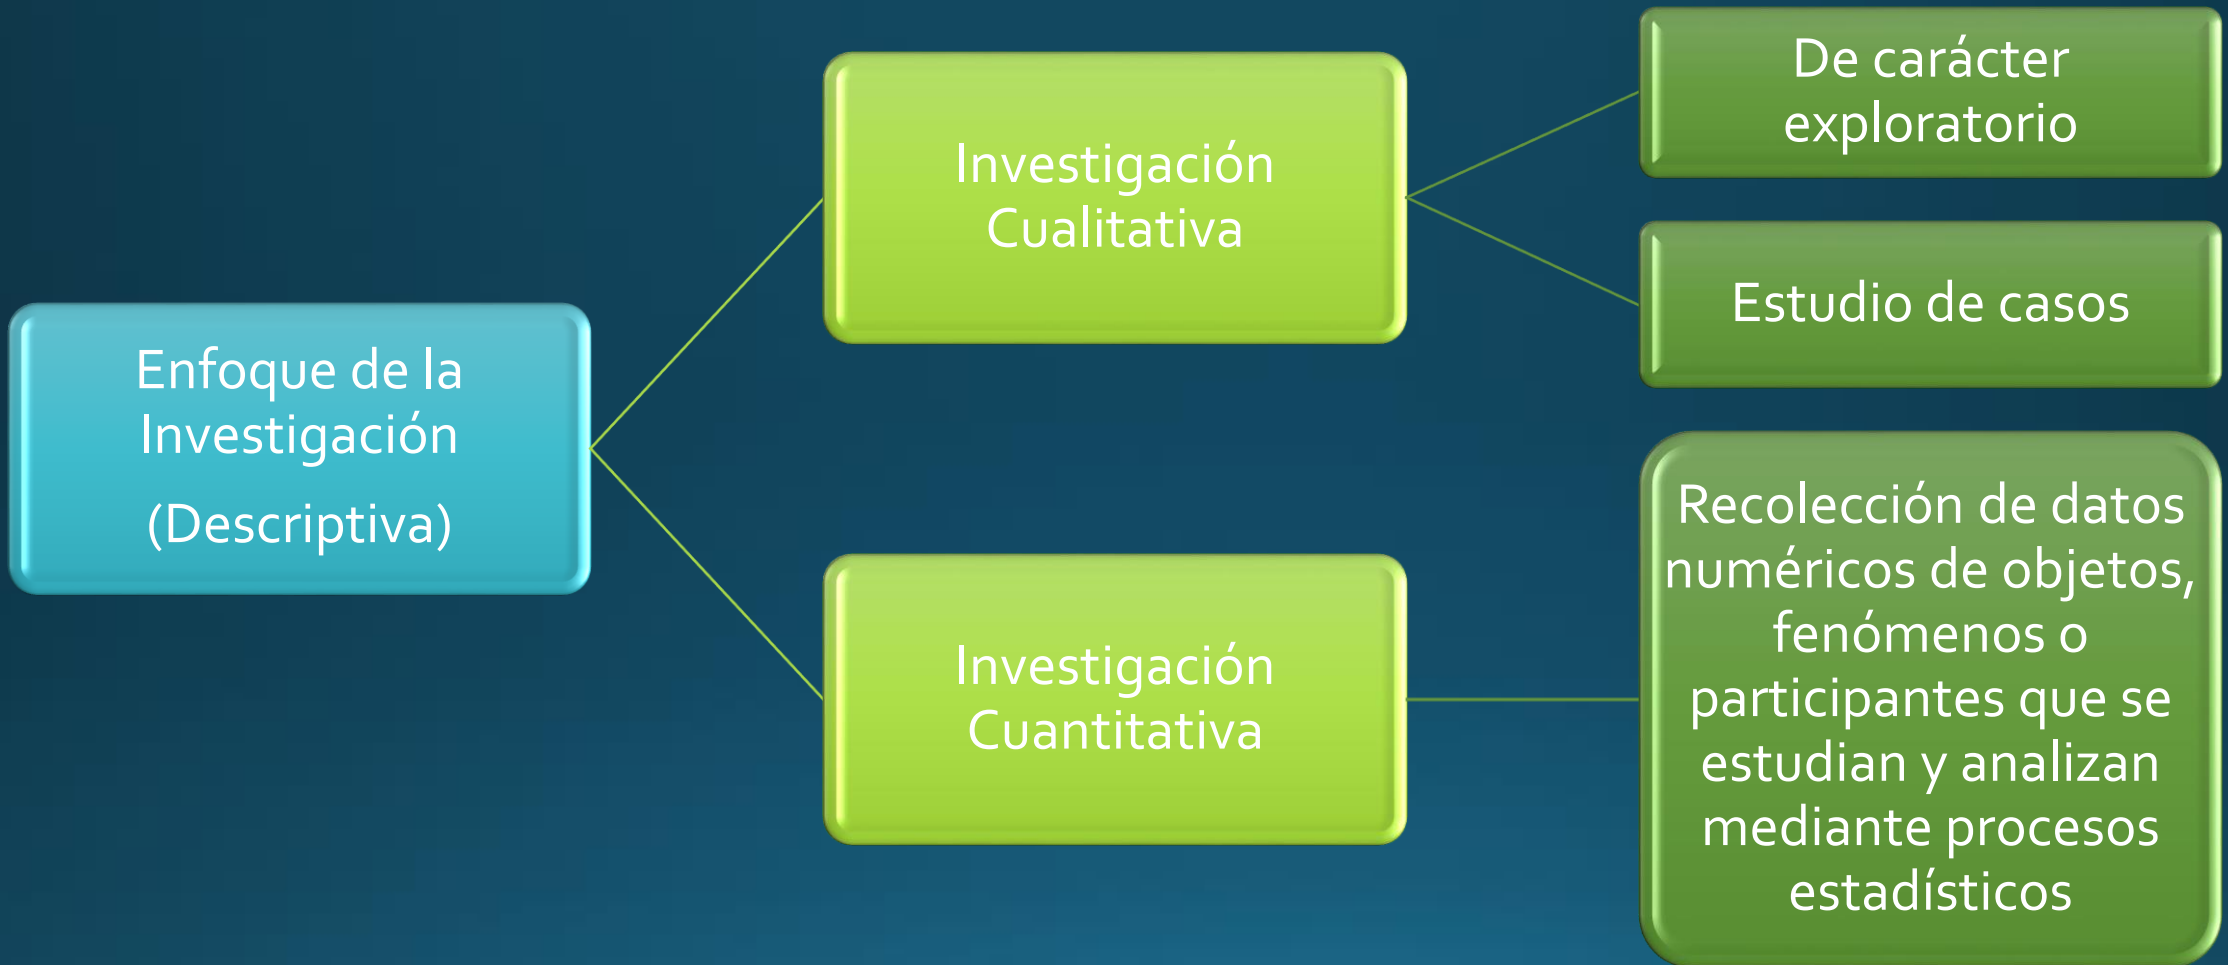 Enfoque de la
Investigación
(Descriptiva)
Investigación
Cualitativa
De carácter
exploratorio
Estudio de casos
Investigación
Cuantitativa
Recolección de datos
numéricos de objetos,
fenómenos o
participantes que se
estudian y analizan
mediante procesos
estadísticos